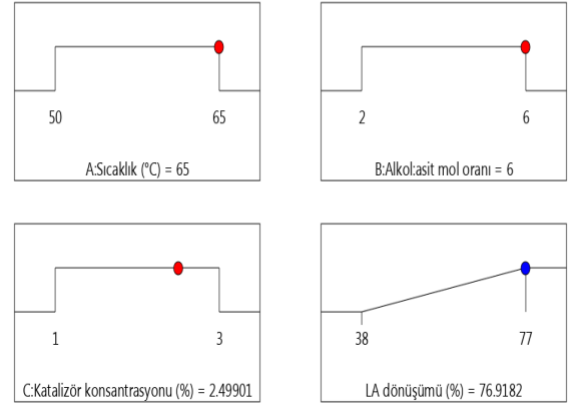 50 65
A:Sıcaklık (°C) = 65
2 6
B:Alkol:asit mol oranı = 6
1 3
C:Katalizör konsantrasyonu (%) = 2.49901
38 77
LA dönüşümü (%) = 76.9182